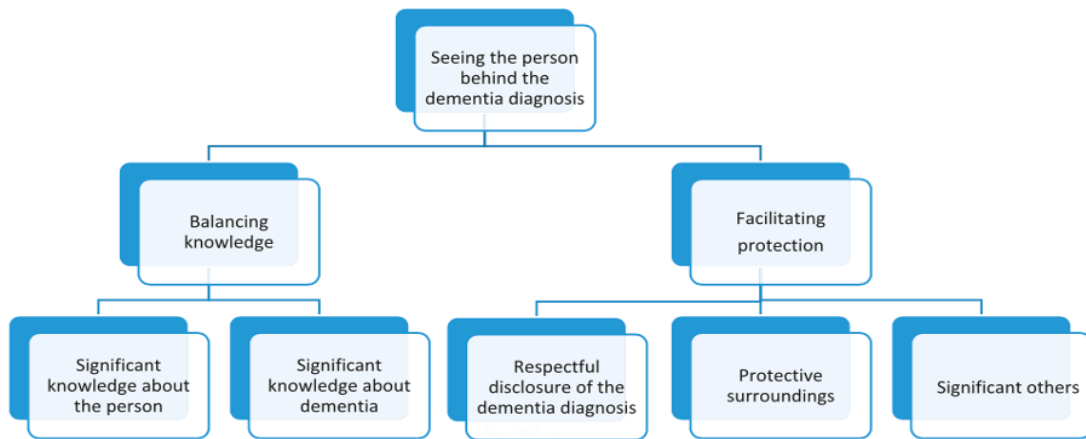 Seeing the person
behind the
dementia diagnosis
Balancing
knowledge
Facilitating
protection
Significant
knowledge about
the person
Significant
knowledge about
dementia
Respectful
disclosure of the
dementia diagnosis
Protective
surroundings
Significant others